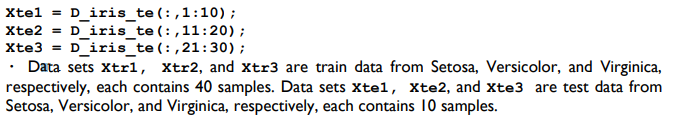 Xte1 = D_iris_te(:,1:10);
Xte2 = D_iris_te(:,11:20);
Xte3 = D_iris_te(:,21:30);
· Data sets Xtr1, Xtr2, and Xtr3 are train data from Setosa, Versicolor, and Virginica,
respectively, each contains 40 samples. Data sets Xte1, Xte2, and Xte3 are test data from
Setosa, Versicolor, and Virginica, respectively, each contains 10 samples.